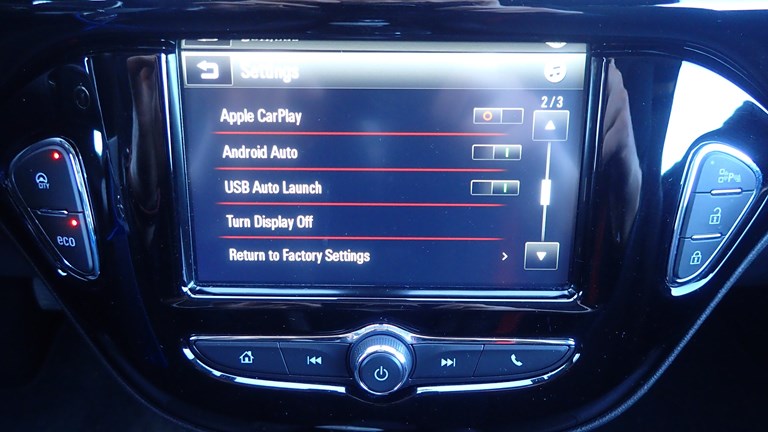 Settings
2/3
Apple CarPlay
Android Auto
USB Auto Launch
Turn Display Off
Return to Factory Settings
CITY
eco
P